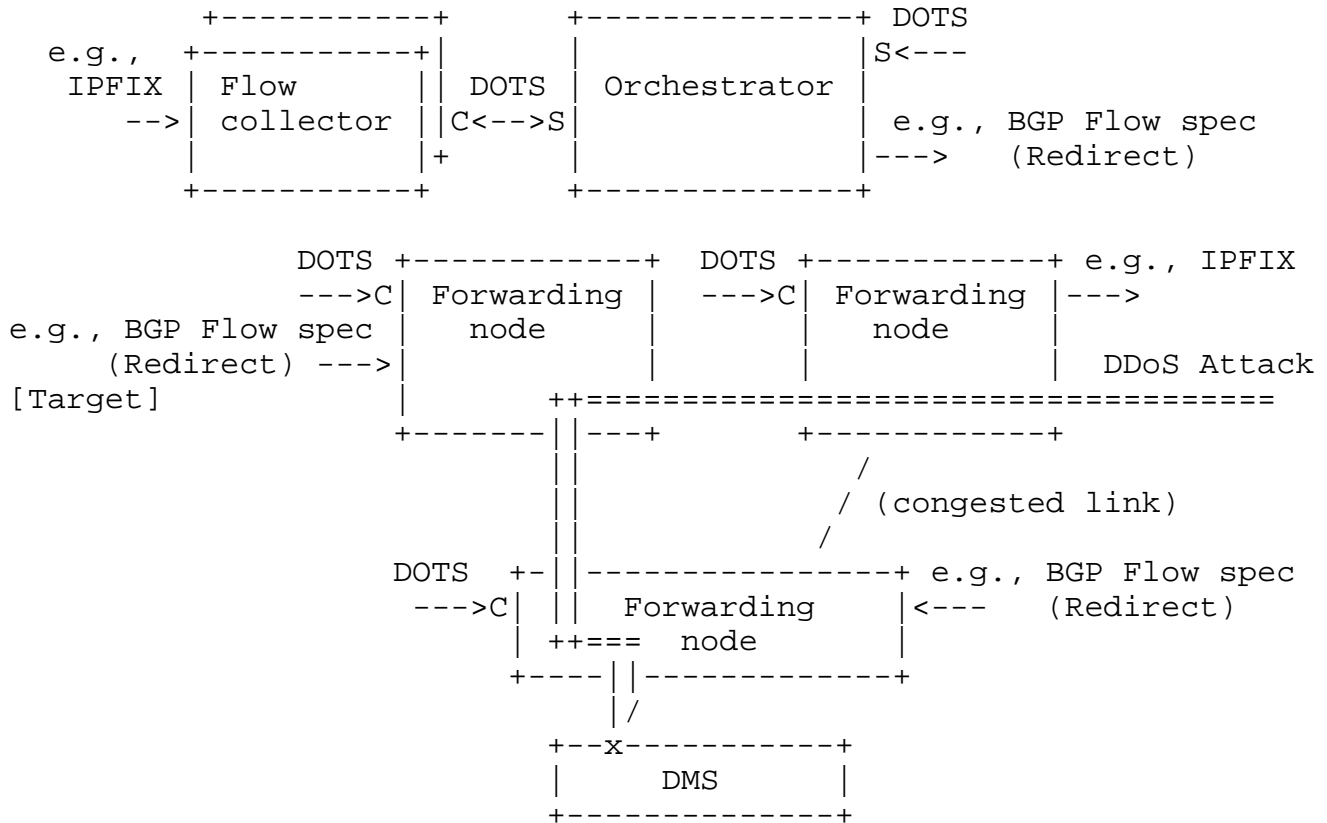 DOTS
e.g.,
S<---
IPFIX Flow DOTS Orchestrator
--> collector C<-->S e.g., BGP Flow spec
---> (Redirect)
DOTS DOTS e.g., IPFIX
--->C Forwarding --->C Forwarding --->
e.g., BGP Flow spec node node
(Redirect) ---> DDoS Attack
[Target]
(congested link)
DOTS e.g., BGP Flow spec
--->C Forwarding <--- (Redirect)
node
x
DMS